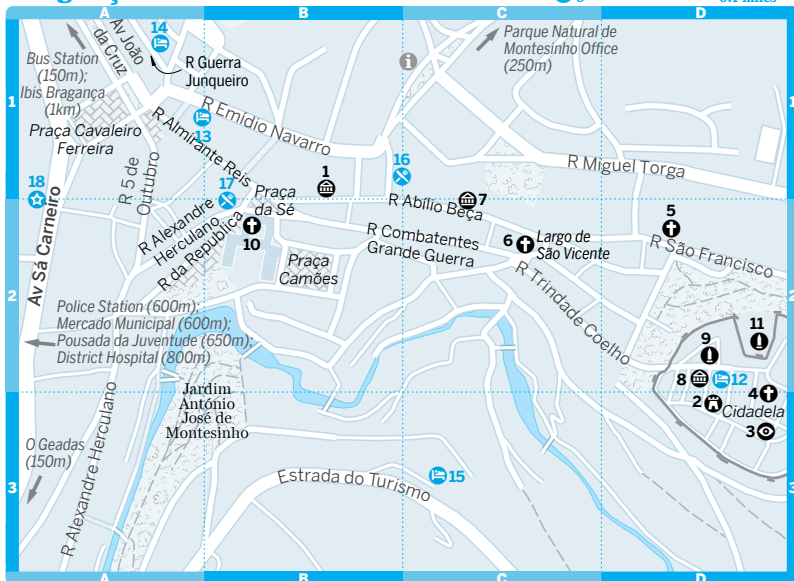 A
B
C
D
14
Av João
da Cruz
R Guerra
Junqueiro
Parque Natural de
Montesinho Office
(250m)
Bus Station
(150m);
Ibis Bragança
(1km)
i
1
1
Praça Cavaleiro
Ferreira
13
R Emídio Navarro
R Almirante Reis
R Miguel Torga
18
R 5 de
Outubro
17
1
16
Praça
da Sé
R Abílio Beça
7
5
R Alexandre
Herculano
10
R Combatentes
Grande Guerra
6
Largo de
São Vicente
R São Francisco
Av Sá Carneiro
R da Republica
Praça
Camões
R Trindade Coelho
2
2
Police Station (600m);
Mercado Municipal (600m);
Pousada da Juventude (650m);
District Hospital (800m)
11
9
8
12
2
4
Cidadela
3
Jardim
António
José de
Montesinho
O Geadas
(150m)
R Alexandre Herculano
Estrada do Turismo
15
3
3
A
B
C
D